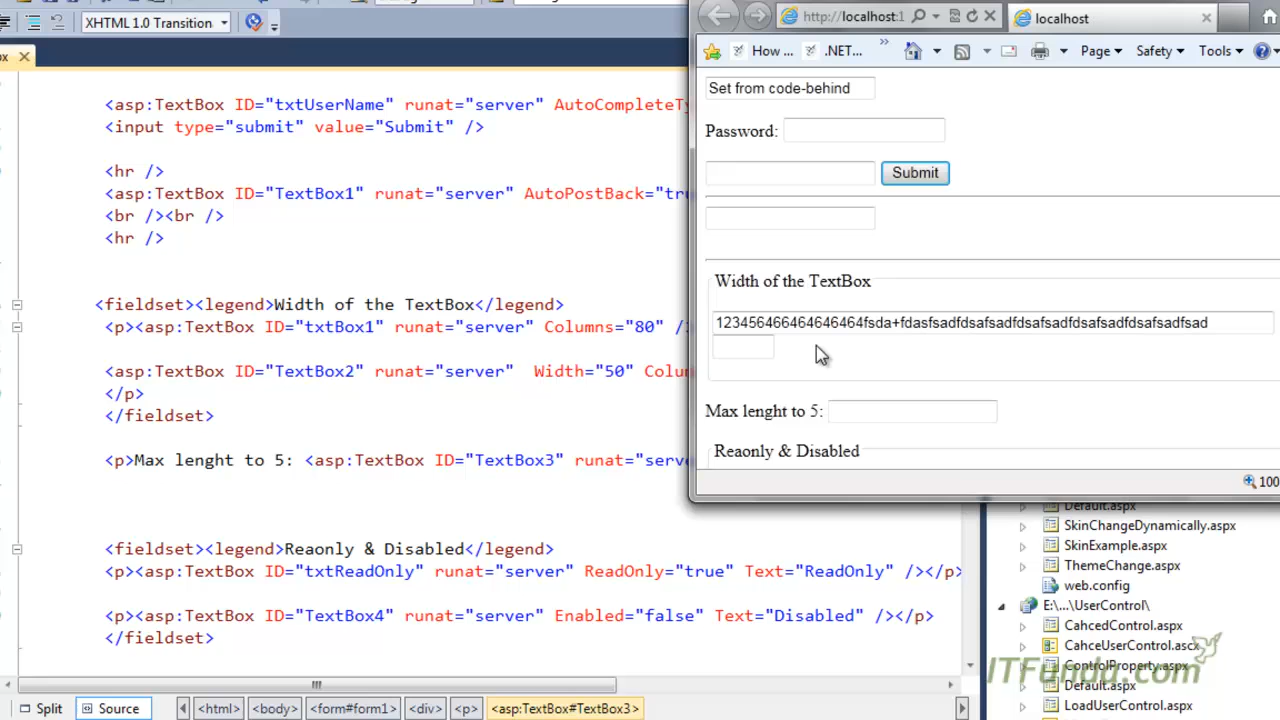 XHTML 1.0 Transition
<asp:TextBox ID="txtUserName" runat="server" AutoCompleteTy
<input type="submit" value="Submit" />
<hr />
<asp:TextBox ID="TextBox1" runat="server" AutoPostBack="tru
<br /><br />
<hr />
<fieldset><legend>Width of the TextBox</legend>
<p><asp:TextBox ID="txtBox1" runat="server" Columns="80" /
<asp:TextBox ID="TextBox2" runat="server" Width="50" Colu
</p>
</fieldset>
<p>Max lenght to 5: <asp:TextBox ID="TextBox3" runat="serve
<fieldset><legend>Reaonly & Disabled</legend>
<p><asp:TextBox ID="txtReadOnly" runat="server" ReadOnly="true" Text="ReadOnly" /></p>
<p><asp:TextBox ID="TextBox4" runat="server" Enabled="false" Text="Disabled" /></p>
</fieldset>
Split
Source
<html>
<body>
<form#form1>
<div>
<p>
<asp:TextBox#TextBox3>
http://localhost:1
localhost
How ...
.NET...
Page
Safety
Tools
Set from code-behind
Password:
Submit
Width of the TextBox
123456466464646464fsda+fdasfsadfdsafsadfdsafsadfdsafsadfdsafsadfsad
Max lenght to 5:
Reaonly & Disabled
100
Default.aspx
SkinChangeDynamically.aspx
SkinExample.aspx
ThemeChange.aspx
web.config
E:\...\UserControl\
CahcedControl.aspx
CahceUserControl.ascx
ControlProperty.aspx
Default.aspx
LoadUserControl.aspx
ITFunda.com